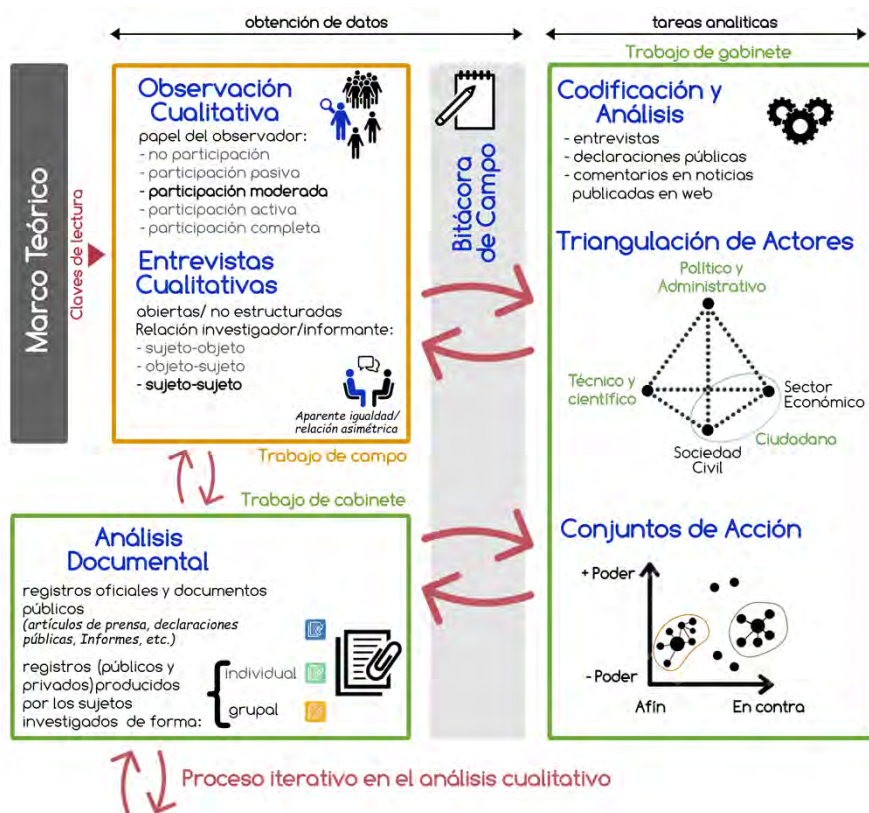 obtención de datos
tareas analiticas
Trabajo de gabinete
Marco Teórico
Claves de lectura
Observación
Cualitativa
papel del observador:
- no participación
- participación pasiva
- participación moderada
- participación activa
- participación completa
Entrevistas
Cualitativas
abiertas/ no estructuradas
Relación investigador/informante:
- sujeto-objeto
- objeto-sujeto
- sujeto-sujeto
Aparente igualdad/
relación asimétrica
Trabajo de campo
Bitácora
de Campo
Codificación y
Análisis
- entrevistas
- declaraciones públicas
- comentarios en noticias
publicadas en web
Triangulación de Actores
Político y
Administrativo
Técnico y
científico
Sector
Económico
Ciudadana
Sociedad
Civil
Trabajo de cabinete
Análisis
Documental
registros oficiales y documentos
públicos
(artículos de prensa, declaraciones
públicas, Informes, etc.)
registros (públicos y
privados)producidos
por los sujetos
investigados de forma:
individual
grupal
Conjuntos de Acción
+ Poder
- Poder
Afín
En contra
Proceso iterativo en el análisis cualitativo